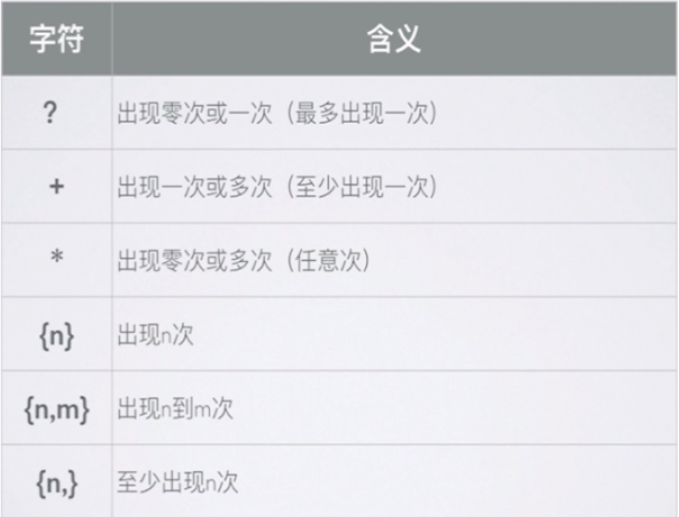 字符 含义
? 出现零次或一次（最多出现一次）
+ 出现一次或多次（至少出现一次）
* 出现零次或多次（任意次）
{n} 出现n次
{n,m} 出现n到m次
{n,} 至少出现n次